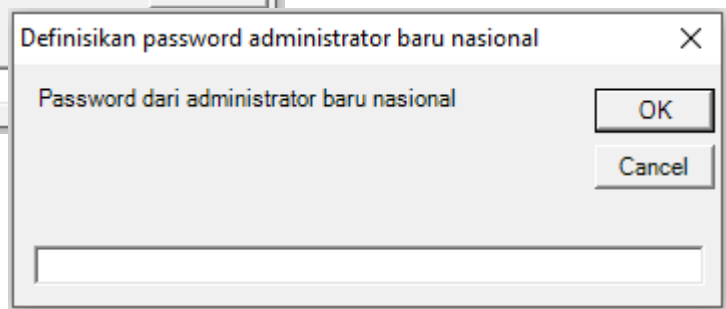 Definisikan password administrator baru nasional
Password dari administrator baru nasional
OK
Cancel